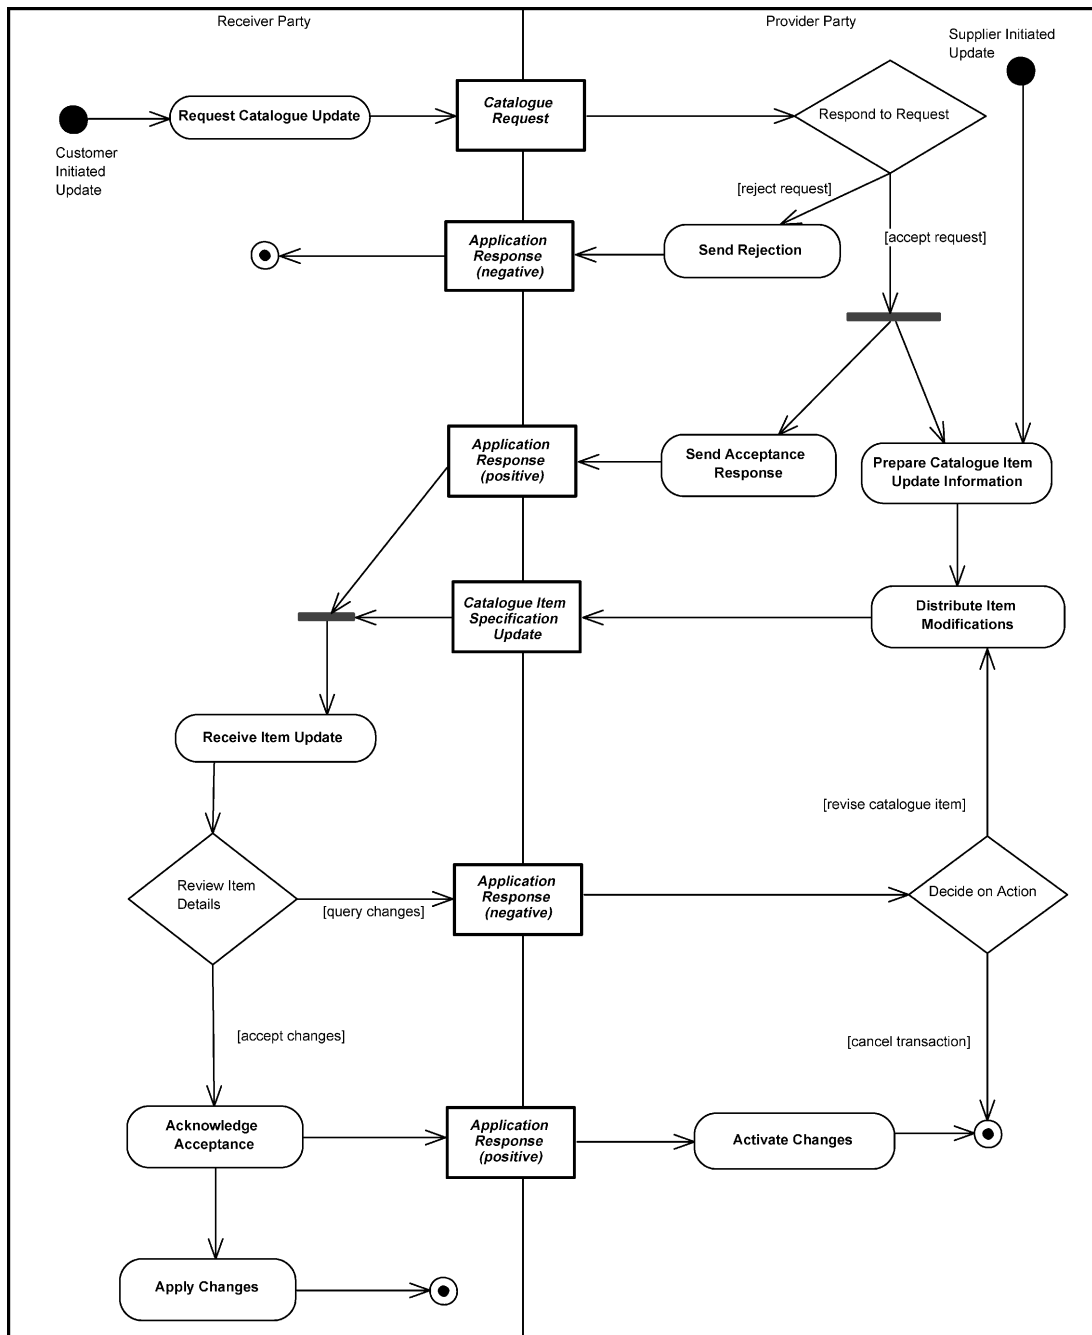 Receiver Party
Provider Party
Supplier Initiated
Update
Customer
Initiated
Update
Request Catalogue Update
Catalogue
Request
Respond to Request
[reject request]
[accept request]
Application
Response
(negative)
Send Rejection
Application
Response
(positive)
Send Acceptance
Response
Prepare Catalogue Item
Update Information
Catalogue Item
Specification
Update
Distribute Item
Modifications
Receive Item Update
[revise catalogue item]
Review Item
Details
[query changes]
Application
Response
(negative)
Decide on Action
[accept changes]
[cancel transaction]
Acknowledge
Acceptance
Application
Response
(positive)
Activate Changes
Apply Changes